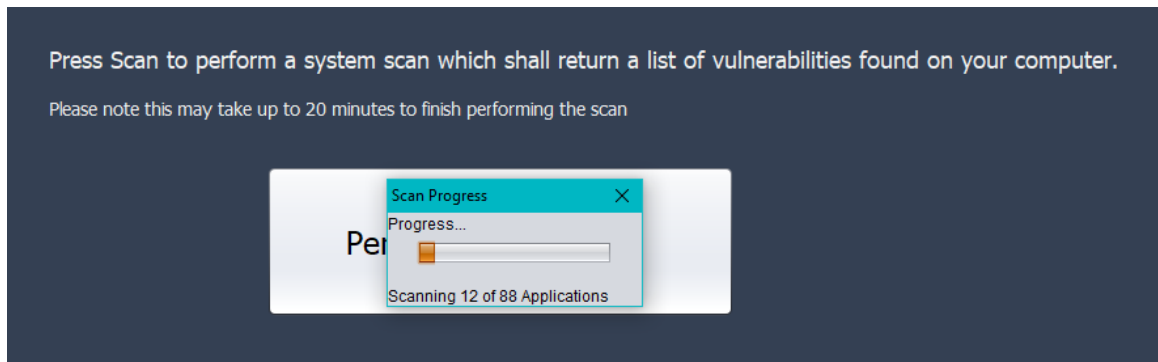 Press Scan to perform a system scan which shall return a list of vulnerabilities found on your computer.
Please note this may take up to 20 minutes to finish performing the scan
Scan Progress
Progress...
Scanning 12 of 88 Applications